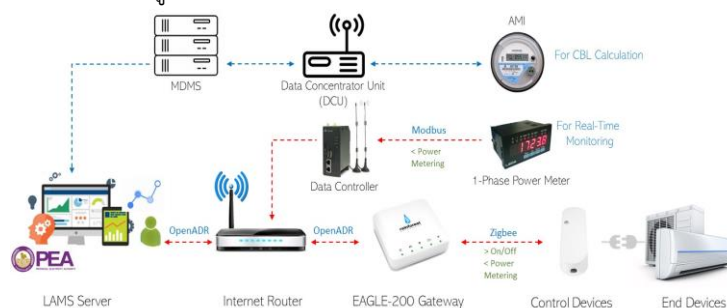 AMI
For CBL Calculation
MDMS
Data Concentrator Unit
(DCU)
Modbus
< Power
Metering
For Real-Time
Monitoring
1723.8
Data Controller
1-Phase Power Meter
OpenADR
OpenADR
Zigbee
> On/Off
< Power
Metering
PEA
LAMS Server
Internet Router
EAGLE-200 Gateway
Control Devices
End Devices